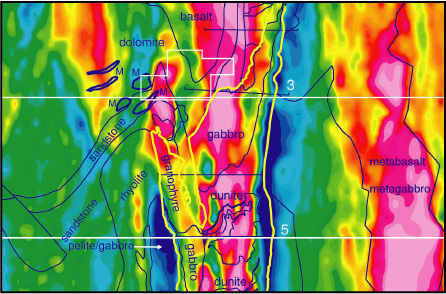 basalt
dolomite
M
M
M
M
3
sandstone
gabbro
granophyre
metabasalt
rhyolite
metagabbro
dunite
sandstone
5
pelite/gabbro
gabbro
dunite